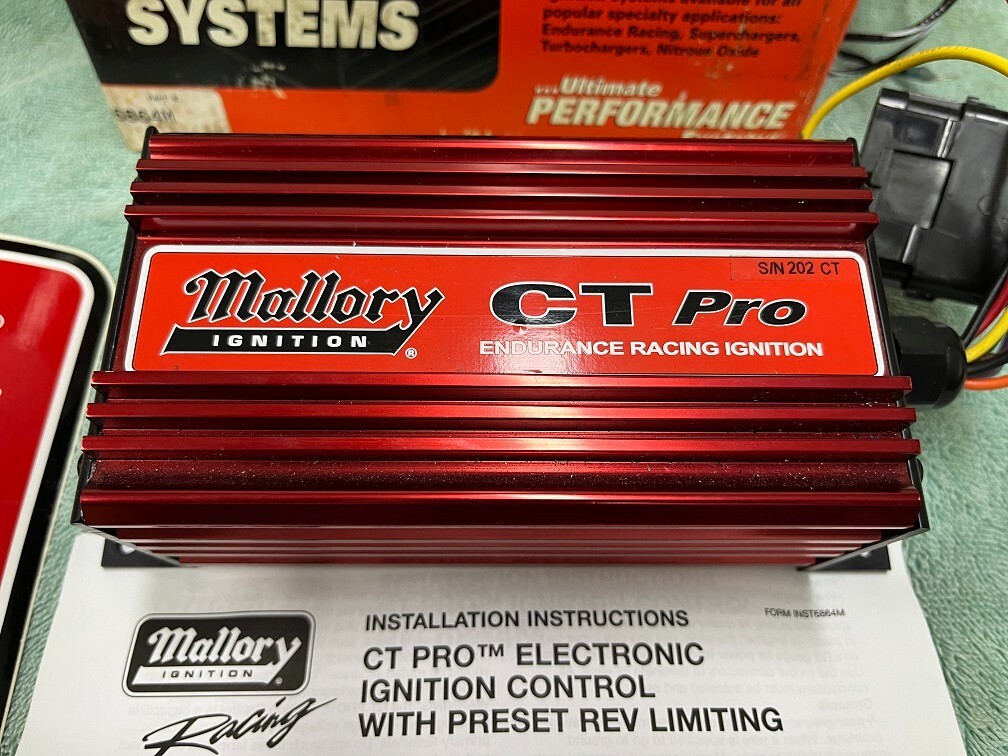 SYSTEMS
popular specialty applications:
Endurance Racing, Superchargers,
Turbochargers, Nitrous Oxide
...Ultimate
PERFORMANCE
6864M
S/N 202 CT
Mallory
IGNITION
®
CT Pro
ENDURANCE RACING IGNITION
FORM INST6864M
INSTALLATION INSTRUCTIONS
Mallory
IGNITION
Racing
CT PRO™ ELECTRONIC
IGNITION CONTROL
WITH PRESET REV LIMITING